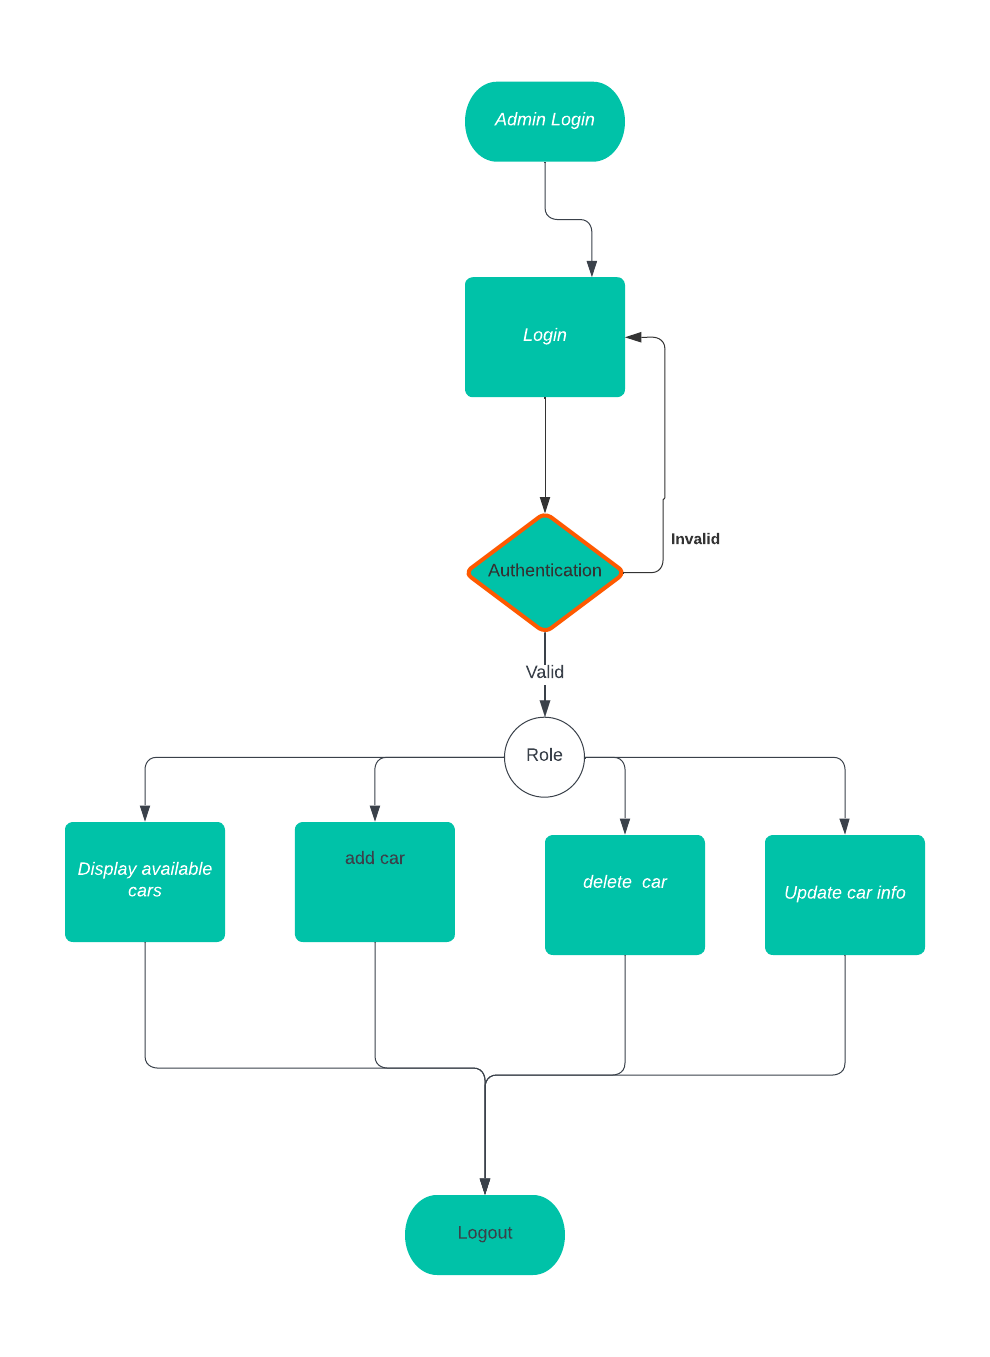 Admin Login
Login
Authentication
Invalid
Valid
Role
Display available
cars
add car
delete  car
Update car info
Logout